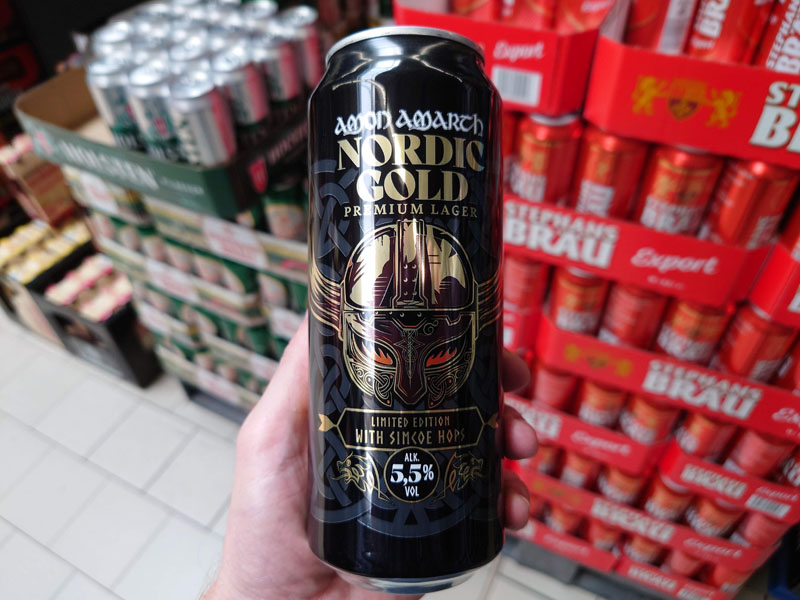 AMON AMARTH
NORDIC
GOLD
PREMIUM LAGER
LIMITED EDITION
WITH SIMCOE HOPS
ALK.
5,5%
VOL
Export
STEPHANS
BRÄU
Export
STEPHANS
BRÄU
Export